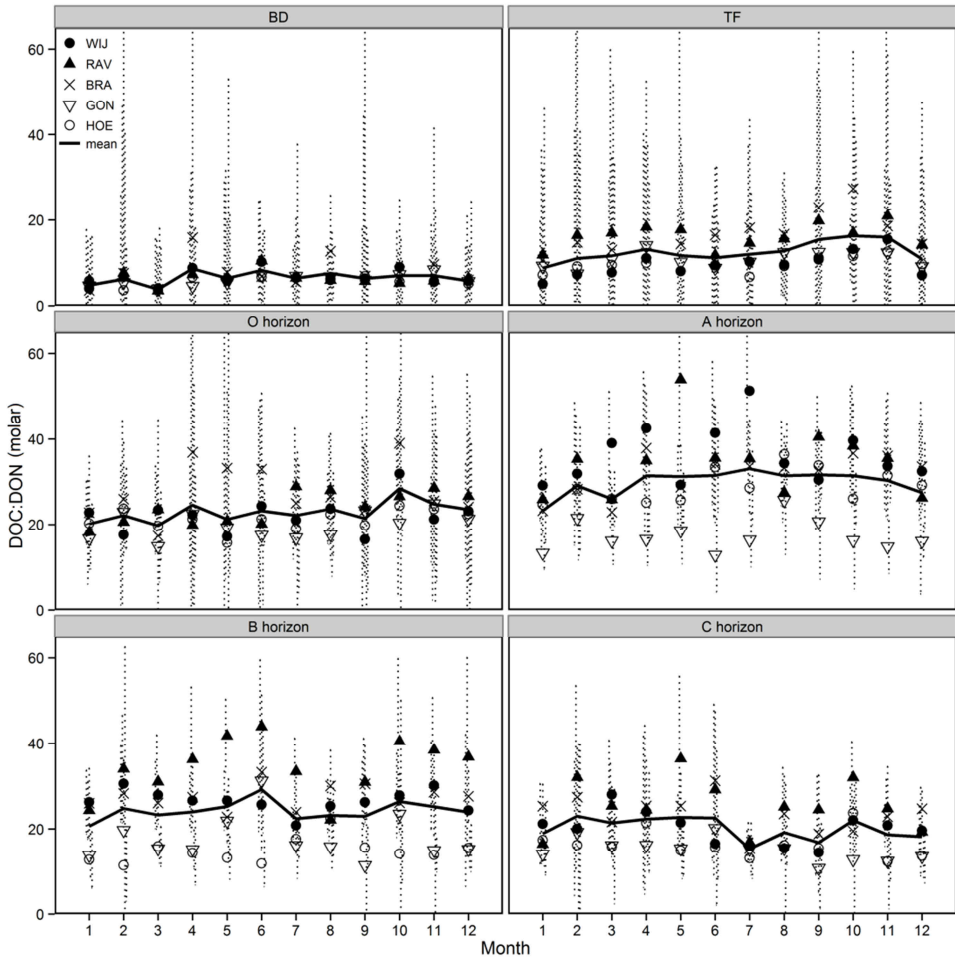 BD
TF
60
40
20
0
WIJ
RAV
BRA
GON
HOE
mean
O horizon
A horizon
60
40
20
0
DOC:DON (molar)
B horizon
C horizon
60
40
20
0
1 2 3 4 5 6 7 8 9 10 11 12
1 2 3 4 5 6 7 8 9 10 11 12
Month